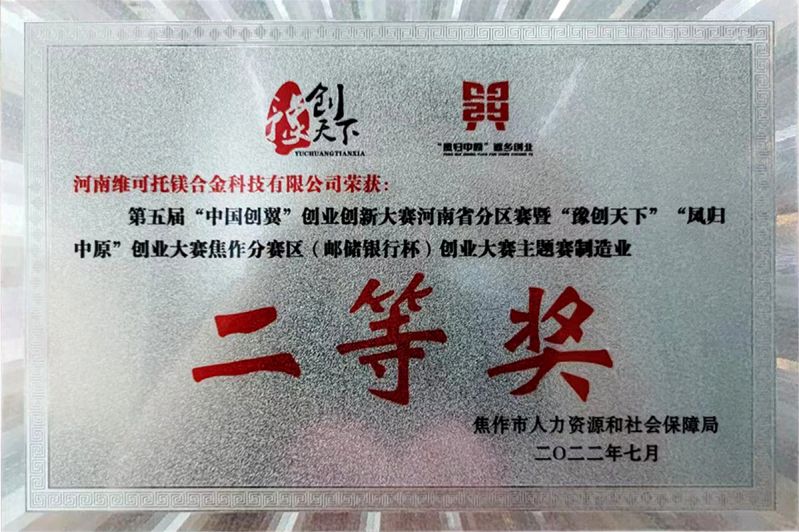 豫创天下
YUCHUANGTIANXIA
“凤归中原”返乡创业
河南维可托镁合金科技有限公司荣获：
第五届“中国创翼”创业创新大赛河南省分区赛暨“豫创天下”“凤归
中原”创业大赛焦作分赛区（邮储银行杯）创业大赛主题赛制造业
二等奖
焦作市人力资源和社会保障局
二〇二二年七月